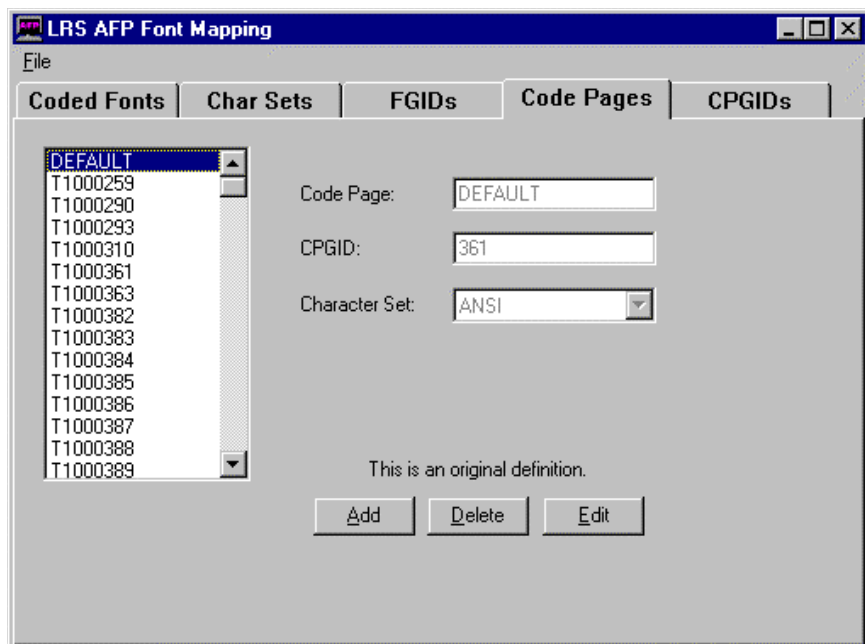 AFP LRS AFP Font Mapping
File
Coded Fonts Char Sets FGIDs Code Pages CPGIDs
DEFAULT
T1000259
T1000290
T1000293
T1000310
T1000361
T1000363
T1000382
T1000383
T1000384
T1000385
T1000386
T1000387
T1000388
T1000389
Code Page: DEFAULT
CPGID: 361
Character Set: ANSI
This is an original definition.
Add Delete Edit